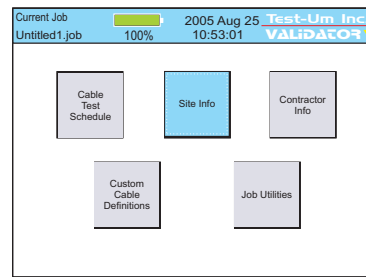 Current Job
Untitled1.job
100%
2005 Aug 25
10:53:01
Test-Um Inc
VALiDATOR
Cable
Test
Schedule
Site Info
Contractor
Info
Custom
Cable
Definitions
Job Utilities